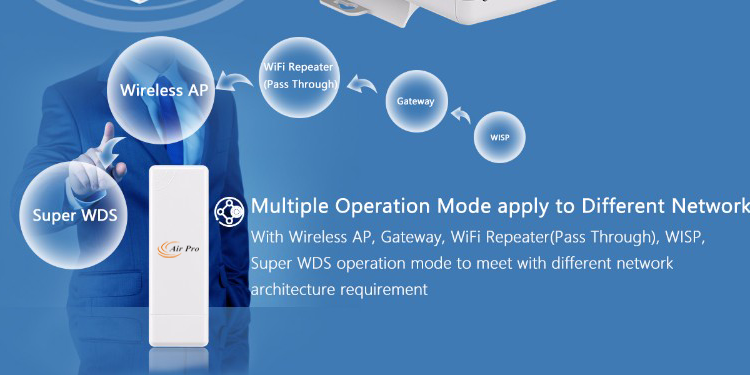 Wireless AP
WiFi Repeater
(Pass Through)
Gateway
WISP
Super WDS
Air Pro
Multiple Operation Mode apply to Different Network
With Wireless AP, Gateway, WiFi Repeater(Pass Through), WISP,
Super WDS operation mode to meet with different network
architecture requirement